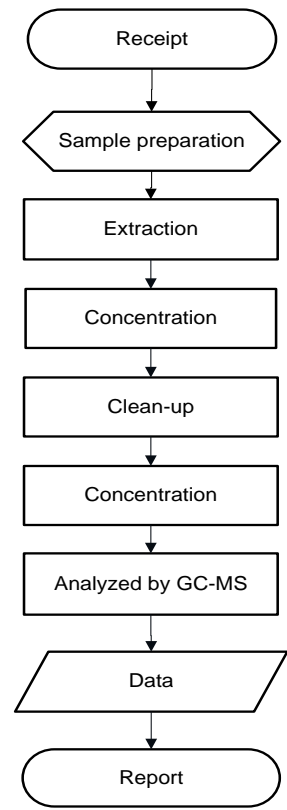 Receipt
Sample preparation
Extraction
Concentration
Clean-up
Concentration
Analyzed by GC-MS
Data
Report